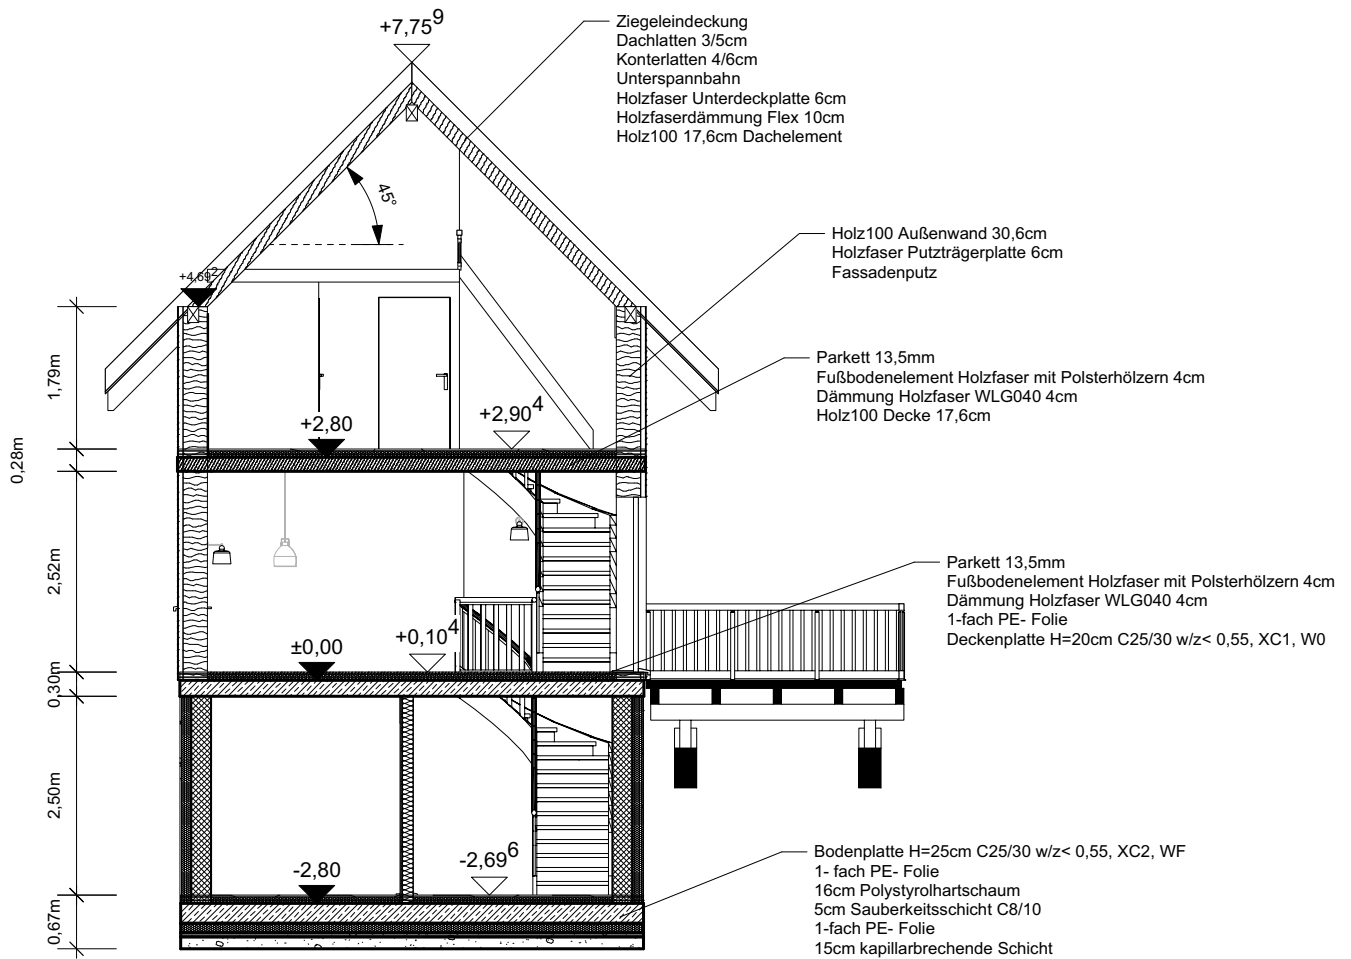 +7,75⁹
Ziegeleindeckung
Dachlatten 3/5cm
Konterlatten 4/6cm
Unterspannbahn
Holzfaser Unterdeckplatte 6cm
Holzfaserdämmung Flex 10cm
Holz100 17,6cm Dachelement
45°
Holz100 Außenwand 30,6cm
Holzfaser Putzträgerplatte 6cm
Fassadenputz
+4,69²
1,79m
Parkett 13,5mm
Fußbodenelement Holzfaser mit Polsterhölzern 4cm
Dämmung Holzfaser WLG040 4cm
Holz100 Decke 17,6cm
+2,80
+2,90⁴
0,28m
2,52m
Parkett 13,5mm
Fußbodenelement Holzfaser mit Polsterhölzern 4cm
Dämmung Holzfaser WLG040 4cm
1-fach PE- Folie
Deckenplatte H=20cm C25/30 w/z< 0,55, XC1, W0
±0,00
+0,10⁴
0,30m
2,50m
-2,80
-2,69⁶
Bodenplatte H=25cm C25/30 w/z< 0,55, XC2, WF
1- fach PE- Folie
16cm Polystyrolhartschaum
5cm Sauberkeitsschicht C8/10
1-fach PE- Folie
15cm kapillarbrechende Schicht
0,67m